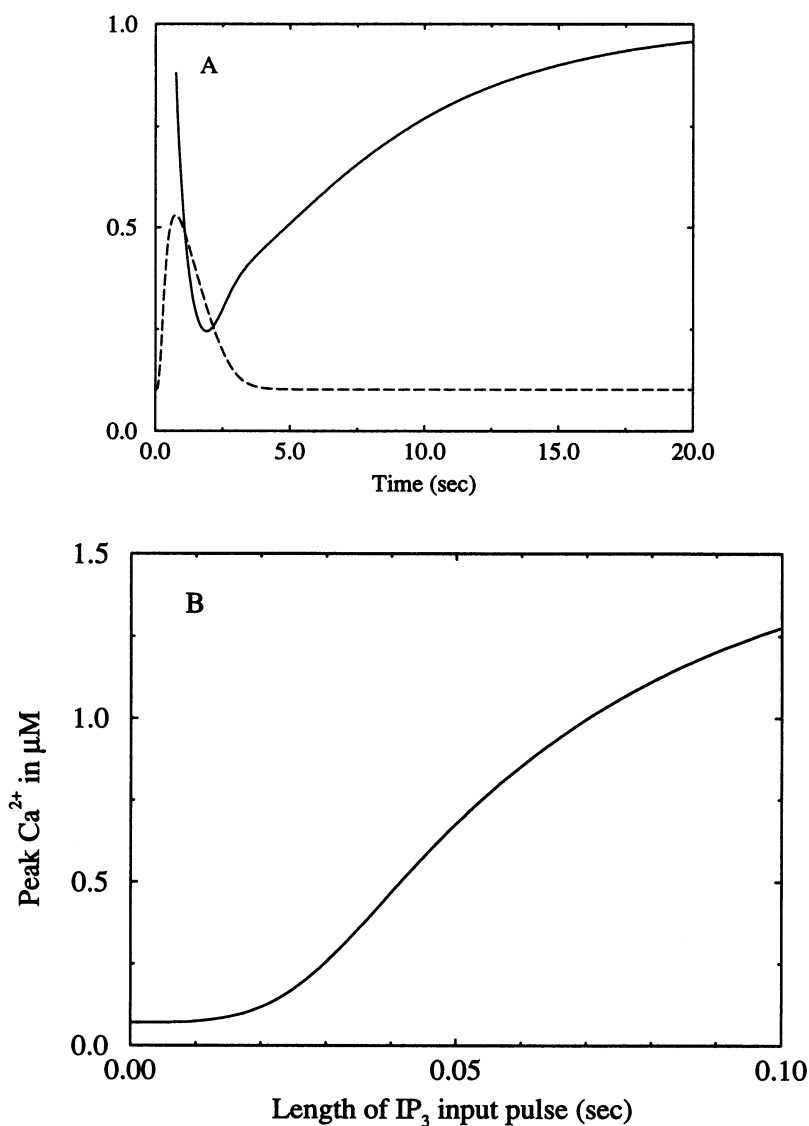 1.0
A
0.5
0.0
0.0 5.0 10.0 15.0 20.0
Time (sec)
1.5
B
1.0
Peak Ca²⁺ in μM
0.5
0.0
0.00 0.05 0.10
Length of IP₃ input pulse (sec)